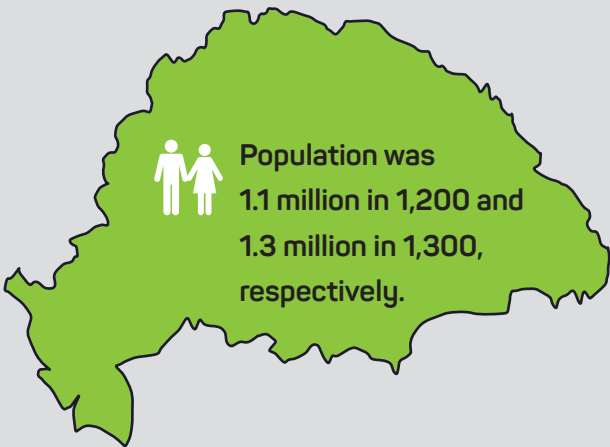 Population was
1.1 million in 1,200 and
1.3 million in 1,300,
respectively.